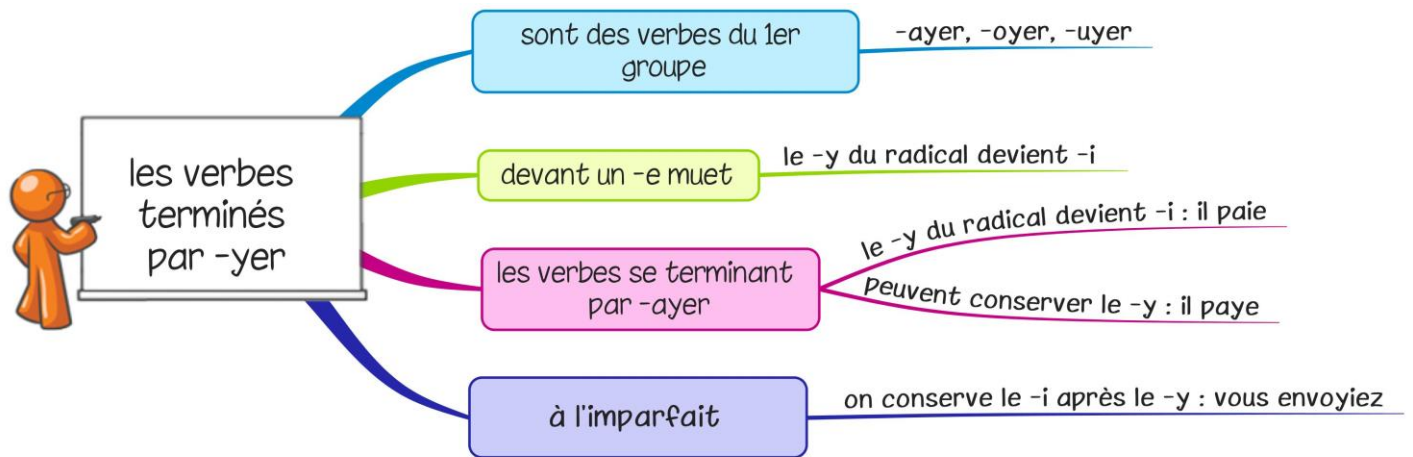 les verbes
terminés
par -yer
sont des verbes du 1er
groupe
-ayer, -oyer, -uyer
devant un -e muet
le -y du radical devient -i
les verbes se terminant
par -ayer
le -y du radical devient -i : il paie
peuvent conserver le -y : il paye
à l'imparfait
on conserve le -i après le -y : vous envoyiez